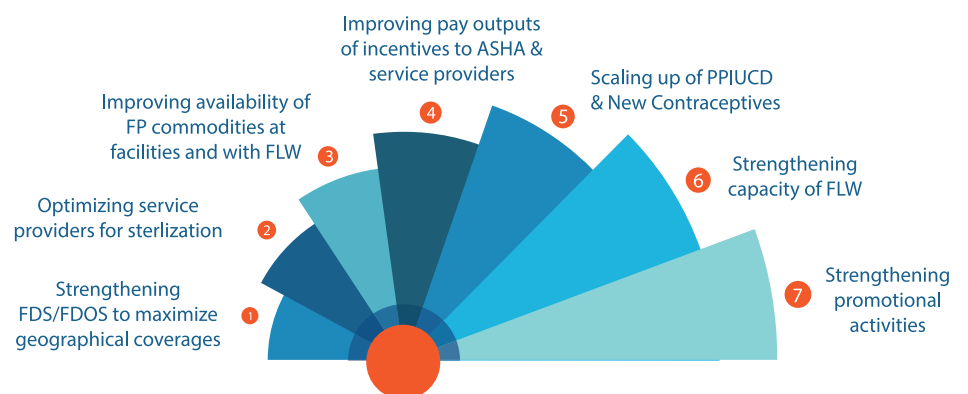 Strengthening
FDS/FDOS to maximize
geographical coverages
1
Optimizing service
providers for sterlization
2
Improving availability of
FP commodities at
facilities and with FLW
3
Improving pay outputs
of incentives to ASHA &
service providers
4
Scaling up of PPIUCD
& New Contraceptives
5
Strengthening
capacity of FLW
6
Strengthening
promotional
activities
7